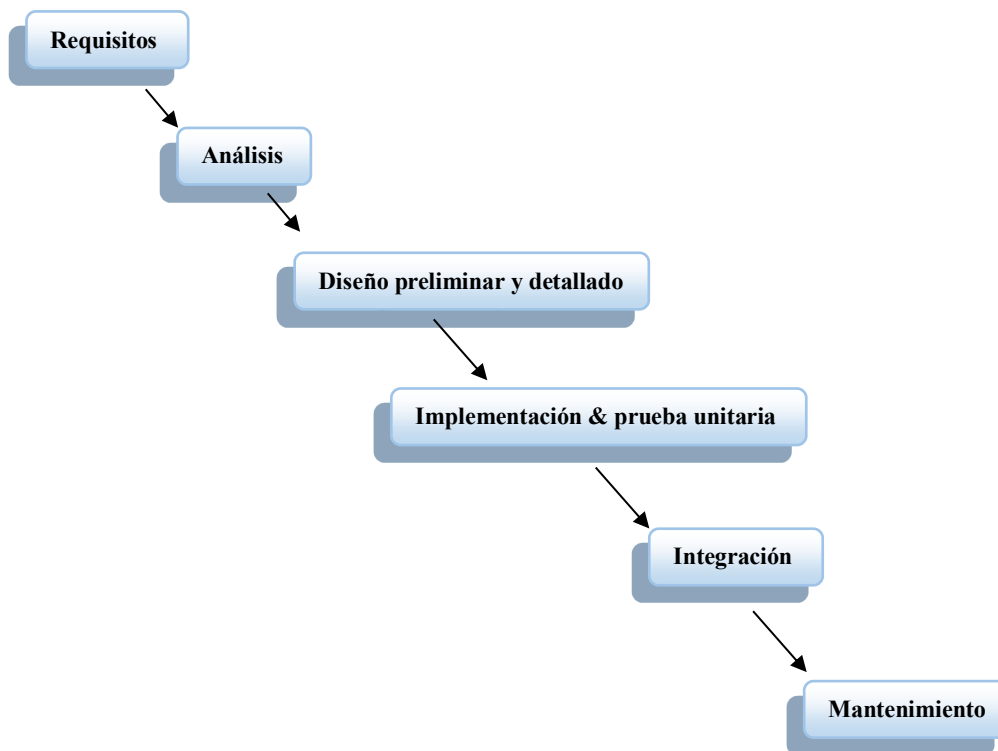 Requisitos
Análisis
Diseño preliminar y detallado
Implementación & prueba unitaria
Integración
Mantenimiento